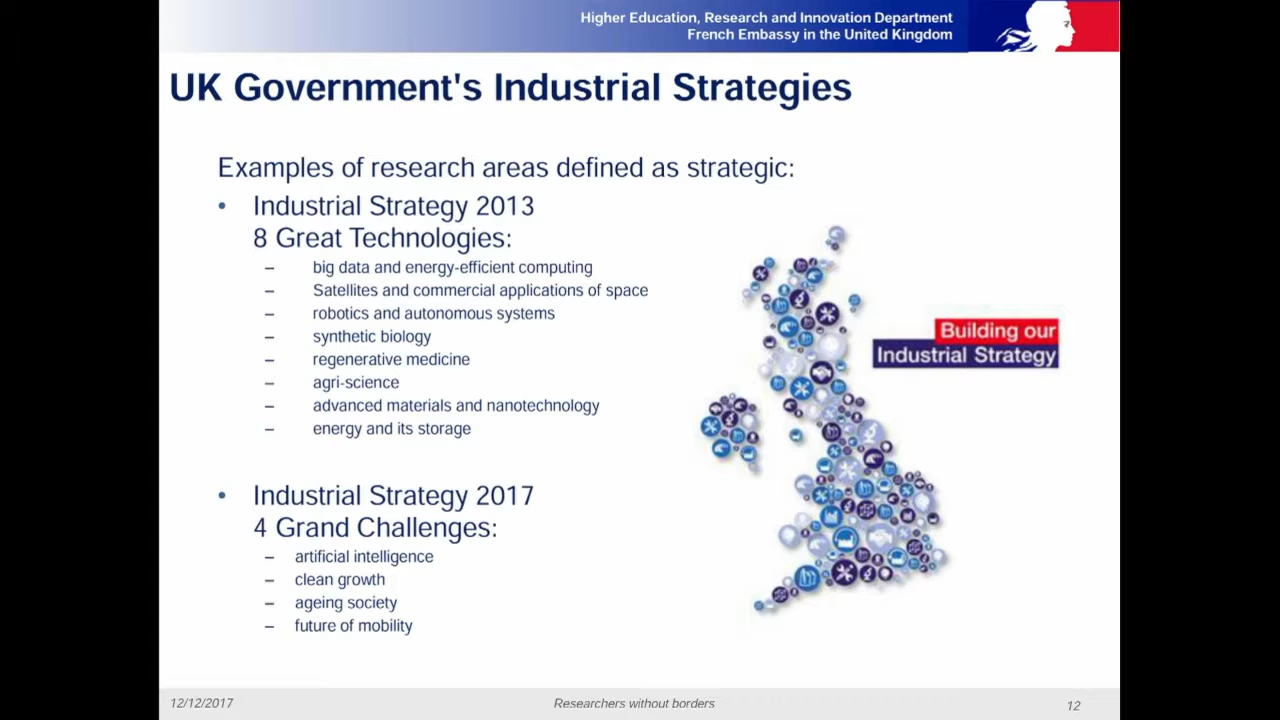 Higher Education, Research and Innovation Department
French Embassy in the United Kingdom
UK Government's Industrial Strategies
Examples of research areas defined as strategic:
• Industrial Strategy 2013
8 Great Technologies:
– big data and energy-efficient computing
– Satellites and commercial applications of space
– robotics and autonomous systems
– synthetic biology
– regenerative medicine
– agri-science
– advanced materials and nanotechnology
– energy and its storage
• Industrial Strategy 2017
4 Grand Challenges:
– artificial intelligence
– clean growth
– ageing society
– future of mobility
Building our
Industrial Strategy
12/12/2017
Researchers without borders
12